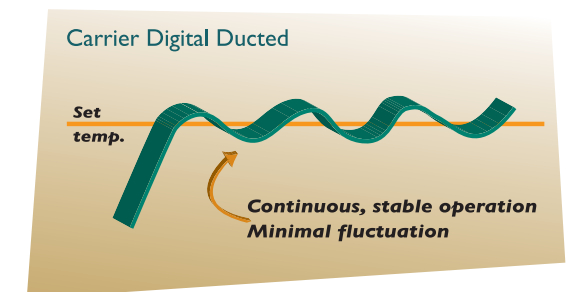 Carrier Digital Ducted
Set
temp.
Continuous, stable operation
Minimal fluctuation